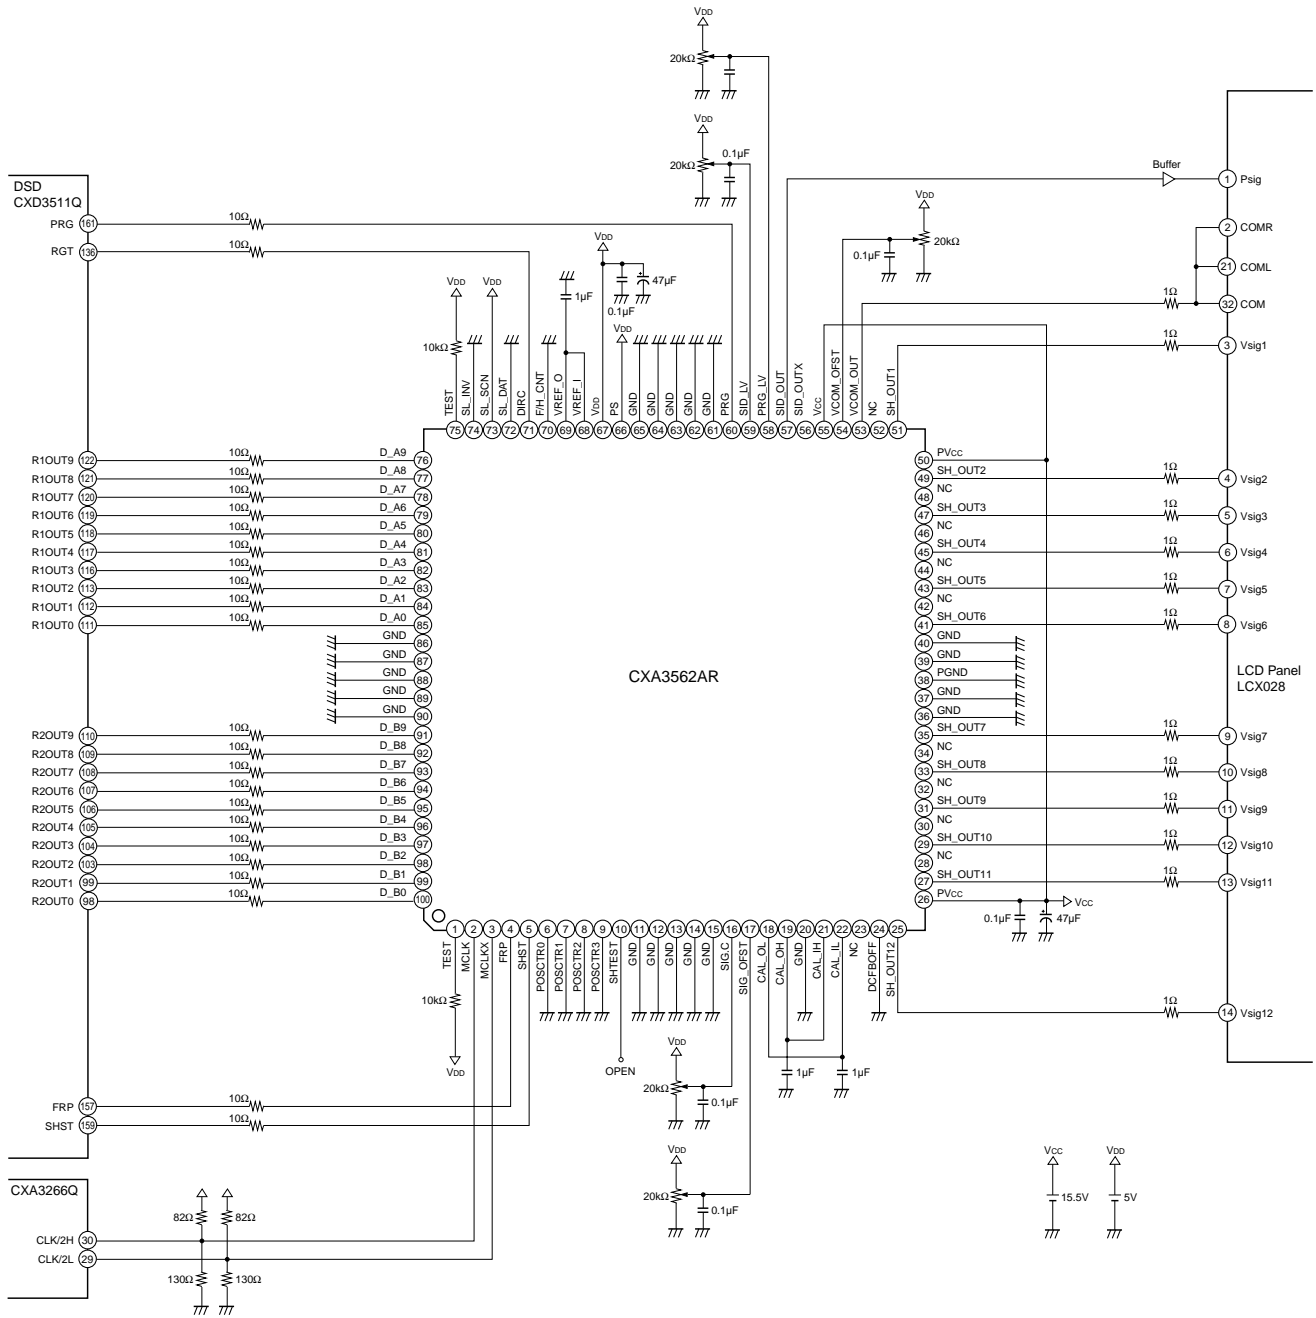 VDD
20kΩ
VDD
0.1µF
20kΩ
DSD
CXD3511Q
PRG 161 10Ω
RGT 136 10Ω
Buffer
1 Psig
VDD
20kΩ
0.1µF
2 COMR
21 COML
1Ω 32 COM
1Ω 3 Vsig1
VDD
VDD
10kΩ
1µF
VDD
0.1µF
47µF
VDD
TEST
SL_INV
SL_SCN
SL_DAT
DIRC
F/H_CNT
VREF_O
VREF_I
VDD
PS
GND
GND
GND
GND
GND
PRG
SID_LV
PRG_LV
SID_OUT
SID_OUTX
VCC
VCOM_OFST
VCOM_OUT
NC
SH_OUT1
75 74 73 72 71 70 69 68 67 66 65 64 63 62 61 60 59 58 57 56 55 54 53 52 51
R1OUT9 122 10Ω D_A9 76
R1OUT8 121 10Ω D_A8 77
R1OUT7 120 10Ω D_A7 78
R1OUT6 119 10Ω D_A6 79
R1OUT5 118 10Ω D_A5 80
R1OUT4 117 10Ω D_A4 81
R1OUT3 116 10Ω D_A3 82
R1OUT2 113 10Ω D_A2 83
R1OUT1 112 10Ω D_A1 84
R1OUT0 111 10Ω D_A0 85
GND 86
GND 87
GND 88
GND 89
GND 90
R2OUT9 110 10Ω D_B9 91
R2OUT8 109 10Ω D_B8 92
R2OUT7 108 10Ω D_B7 93
R2OUT6 107 10Ω D_B6 94
R2OUT5 106 10Ω D_B5 95
R2OUT4 105 10Ω D_B4 96
R2OUT3 104 10Ω D_B3 97
R2OUT2 103 10Ω D_B2 98
R2OUT1 99 10Ω D_B1 99
R2OUT0 98 10Ω D_B0 100
CXA3562AR
50 PVCC
49 SH_OUT2 1Ω 4 Vsig2
48 NC
47 SH_OUT3 1Ω 5 Vsig3
46 NC
45 SH_OUT4 1Ω 6 Vsig4
44 NC
43 SH_OUT5 1Ω 7 Vsig5
42 NC
41 SH_OUT6 1Ω 8 Vsig6
40 GND
39 GND
38 PGND
37 GND
36 GND
LCD Panel
LCX028
35 SH_OUT7 1Ω 9 Vsig7
34 NC
33 SH_OUT8 1Ω 10 Vsig8
32 NC
31 SH_OUT9 1Ω 11 Vsig9
30 NC
29 SH_OUT10 1Ω 12 Vsig10
28 NC
27 SH_OUT11 1Ω 13 Vsig11
26 PVCC
VCC
0.1µF
47µF
1 2 3 4 5 6 7 8 9 10 11 12 13 14 15 16 17 18 19 20 21 22 23 24 25
TEST
MCLK
MCLKX
FRP
SHST
POSCTR0
POSCTR1
POSCTR2
POSCTR3
SHTEST
GND
GND
GND
GND
GND
SIG.C
SIG_OFST
CAL_OL
CAL_OH
GND
CAL_IH
CAL_IL
NC
DCFBOFF
SH_OUT12
1Ω 14 Vsig12
10kΩ
VDD
OPEN
VDD
20kΩ
0.1µF
1µF
1µF
FRP 157 10Ω
SHST 159 10Ω
VDD
20kΩ
0.1µF
VCC
15.5V
VDD
5V
CXA3266Q
82Ω
82Ω
CLK/2H 30
CLK/2L 29
130Ω
130Ω